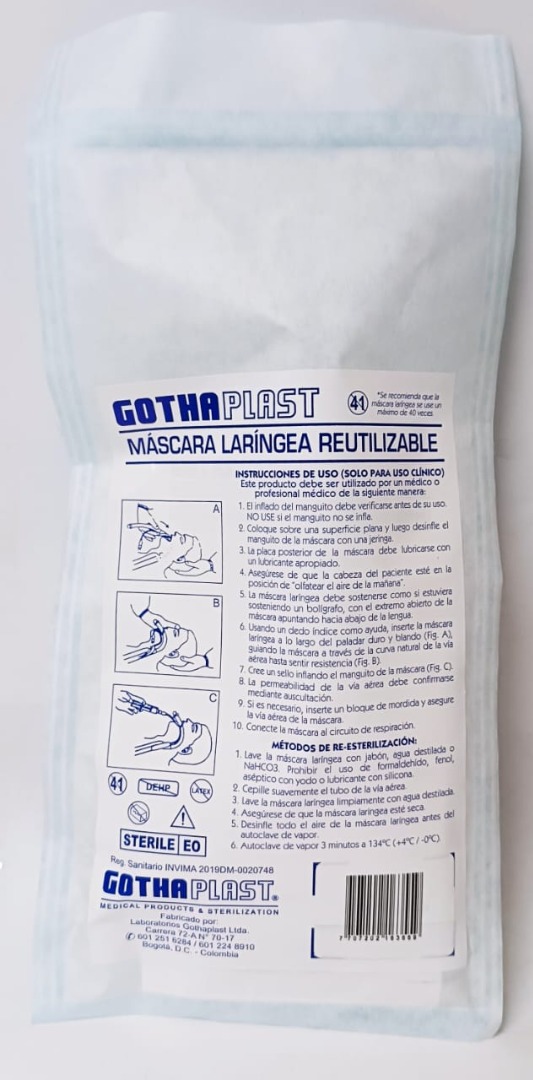 GOTHAPLAST
41
*Se recomienda que la
máscara laríngea se use un
máximo de 40 veces
MÁSCARA LARÍNGEA REUTILIZABLE
INSTRUCCIONES DE USO (SOLO PARA USO CLÍNICO)
Este producto debe ser utilizado por un médico o
profesional médico de la siguiente manera:
1. El inflado del manguito debe verificarse antes de su uso.
NO USE si el manguito no se infla.
2. Coloque sobre una superficie plana y luego desinfle el
manguito de la máscara con una jeringa.
3. La placa posterior de la máscara debe lubricarse con
un lubricante apropiado.
4. Asegúrese de que la cabeza del paciente esté en la
posición de "olfatear el aire de la mañana".
5. La máscara laríngea debe sostenerse como si estuviera
sosteniendo un bolígrafo, con el extremo abierto de la
máscara apuntando hacia abajo de la lengua.
6. Usando un dedo índice como ayuda, inserte la máscara
laríngea a lo largo del paladar duro y blando (Fig. A),
guiando la máscara a través de la curva natural de la vía
aérea hasta sentir resistencia (Fig. B).
7. Cree un sello inflando el manguito de la máscara (Fig. C).
8. La permeabilidad de la vía aérea debe confirmarse
mediante auscultación.
9. Si es necesario, inserte un bloque de mordida y asegure
la vía aérea de la máscara.
10. Conecte la máscara al circuito de respiración.
MÉTODOS DE RE-ESTERILIZACIÓN:
1. Lave la máscara laríngea con jabón, agua destilada o
NaHCO3. Prohibir el uso de formaldehído, fenol,
aséptico con yodo o lubricante con silicona.
2. Cepille suavemente el tubo de la vía aérea.
3. Lave la máscara laríngea limpiamente con agua destilada.
4. Asegúrese de que la máscara laríngea esté seca.
5. Desinfle todo el aire de la máscara laríngea antes del
autoclave de vapor.
6. Autoclave de vapor 3 minutos a 134ºC (+4ºC / -0ºC)
A
B
C
41
DEHP
LATEX
STERILE EO
Reg. Sanitario INVIMA 2019DM-0020748
GOTHAPLAST®
MEDICAL PRODUCTS & STERILIZATION
Fabricado por:
Laboratorios Gothaplast Ltda.
Carrera 72-A Nº 70-17
601 251 6284 / 601 224 8910
Bogotá, D.C. - Colombia